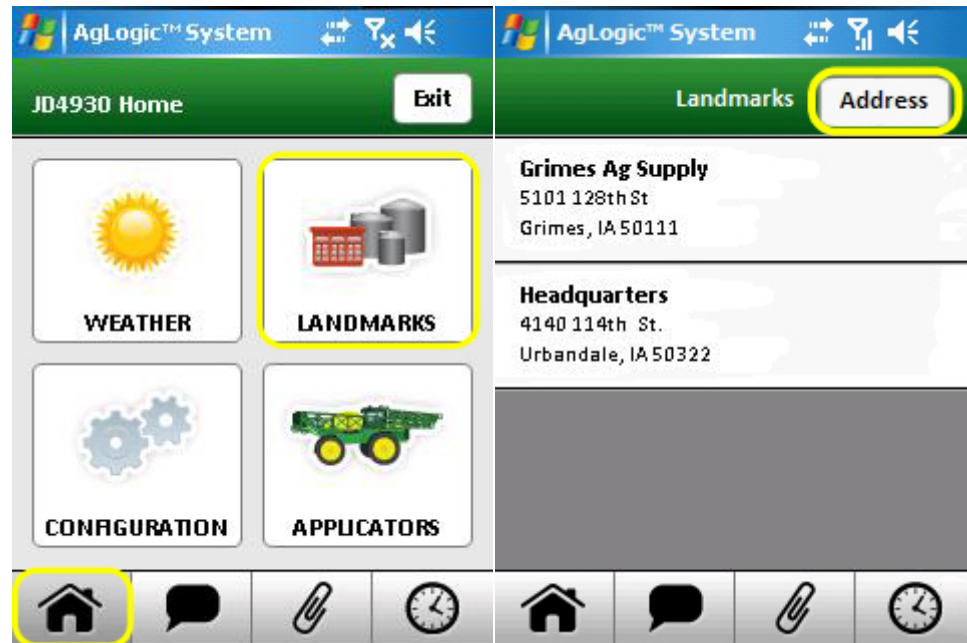 AgLogic™ System
JD4930 Home
Exit
WEATHER
LANDMARKS
CONFIGURATION
APPLICATORS
AgLogic™ System
Landmarks
Address
Grimes Ag Supply
5101 128th St
Grimes, IA 50111
Headquarters
4140 114th St.
Urbandale, IA 50322